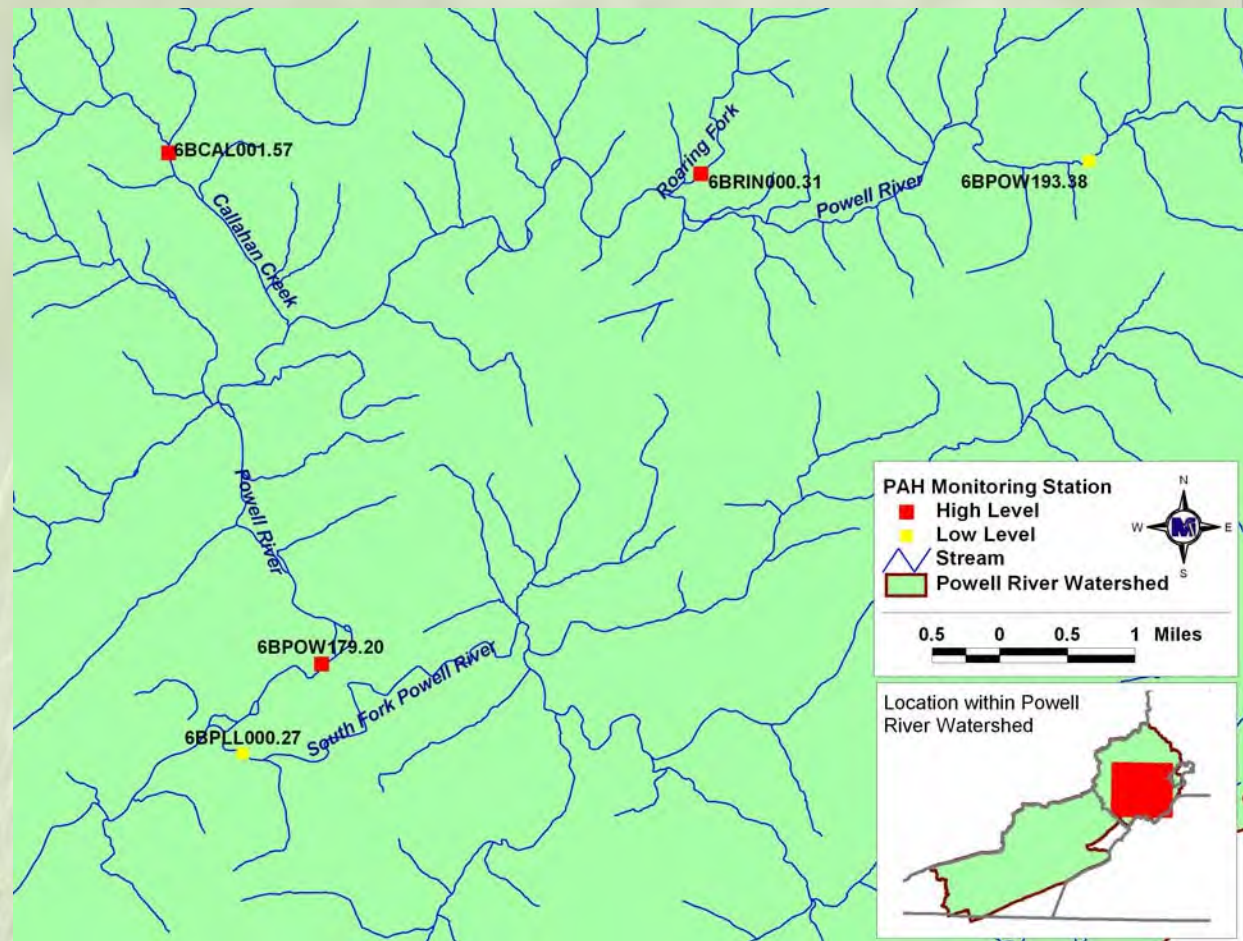 6BCAL001.57
Callahan Creek
Roaring Fork
6BRIN000.31
Powell River
6BPOW193.38
Powell River
6BPOW179.20
South Fork Powell River
6BPLL000.27
PAH Monitoring Station
High Level
Low Level
Stream
Powell River Watershed
N
W
E
S
M
0.5 0 0.5 1 Miles
Location within Powell
River Watershed